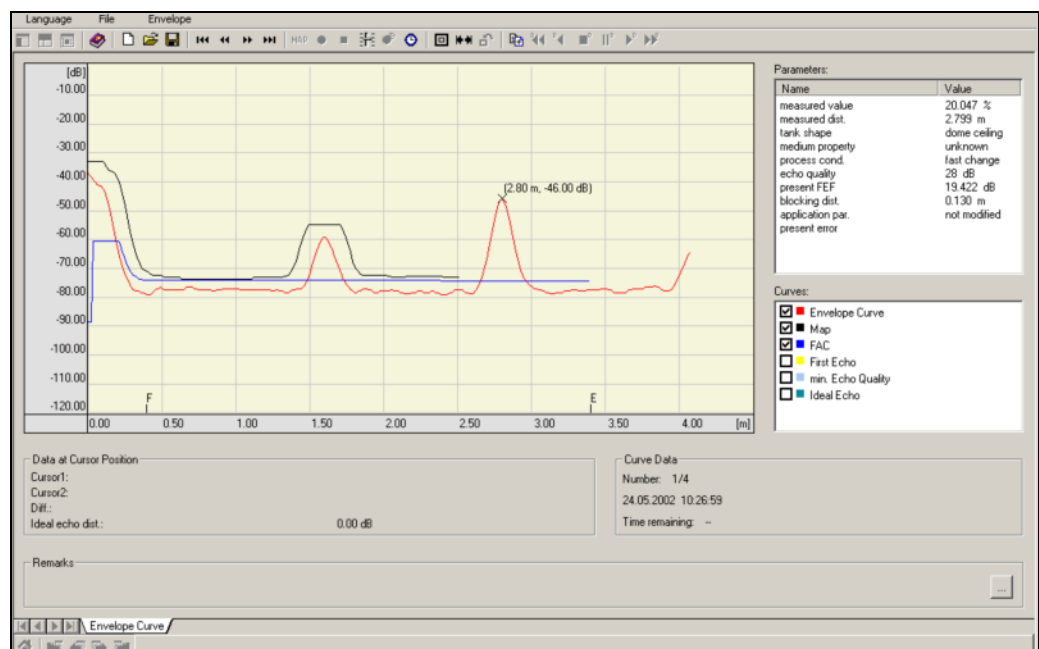 Language File Envelope
MAP
[dB]
-10.00
-20.00
-30.00
-40.00
-50.00
-60.00
-70.00
-80.00
-90.00
-100.00
-110.00
-120.00
(2.80 m, -46.00 dB)
F
E
0.00 0.50 1.00 1.50 2.00 2.50 3.00 3.50 4.00 [m]
Parameters:
Name Value
measured value 20.047 %
measured dist. 2.799 m
tank shape dome ceiling
medium property unknown
process cond. fast change
echo quality 28 dB
present FEF 19.422 dB
blocking dist. 0.130 m
application par. not modified
present error
Curves:
Envelope Curve
Map
FAC
First Echo
min. Echo Quality
Ideal Echo
Data at Cursor Position
Cursor1:
Cursor2:
Diff.:
Ideal echo dist.: 0.00 dB
Curve Data
Number: 1/4
24.05.2002 10:26:59
Time remaining: --
Remarks
...
Envelope Curve